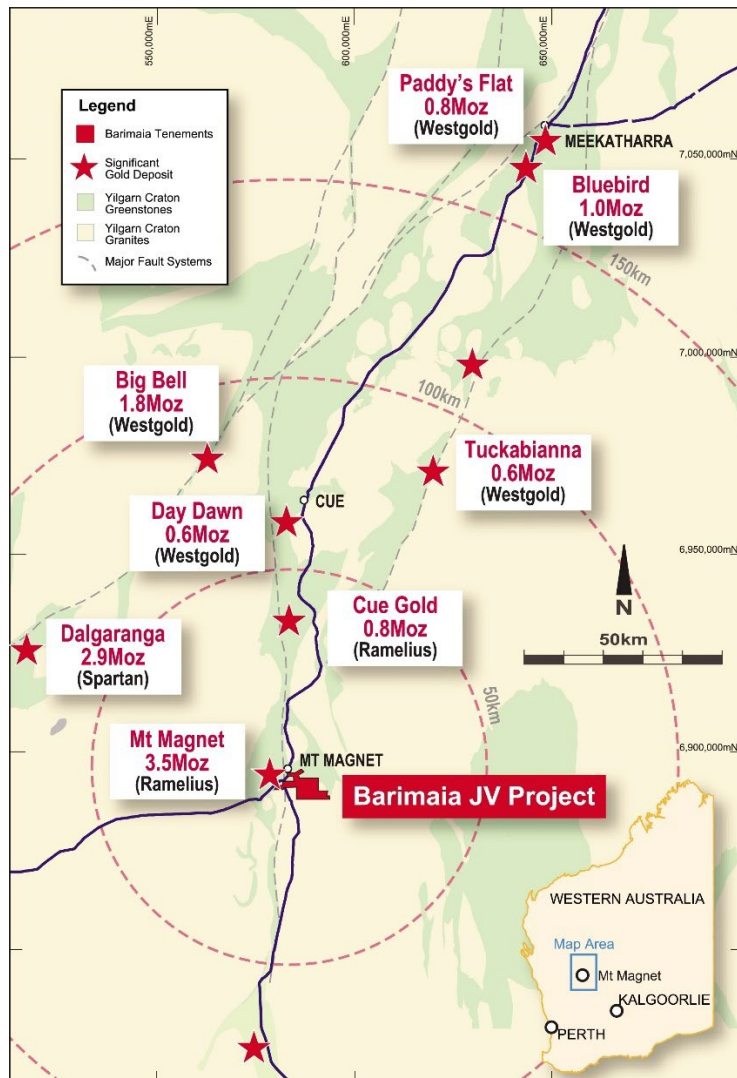 550,000mE
600,000mE
650,000mE
Legend
Barimaia Tenements
Significant
Gold Deposit
Yilgarn Craton
Greenstones
Yilgarn Craton
Granites
Major Fault Systems
Paddy's Flat
0.8Moz
(Westgold)
MEEKATHARRA
7,050,000mN
Bluebird
1.0Moz
(Westgold)
150km
7,000,000mN
Big Bell
1.8Moz
(Westgold)
100km
Tuckabianna
0.6Moz
(Westgold)
CUE
Day Dawn
0.6Moz
(Westgold)
6,950,000mN
N
50km
Cue Gold
0.8Moz
(Ramelius)
Dalgaranga
2.9Moz
(Spartan)
50km
Mt Magnet
3.5Moz
(Ramelius)
MT MAGNET
6,900,000mN
Barimaia JV Project
WESTERN AUSTRALIA
Map Area
Mt Magnet
KALGOORLIE
PERTH